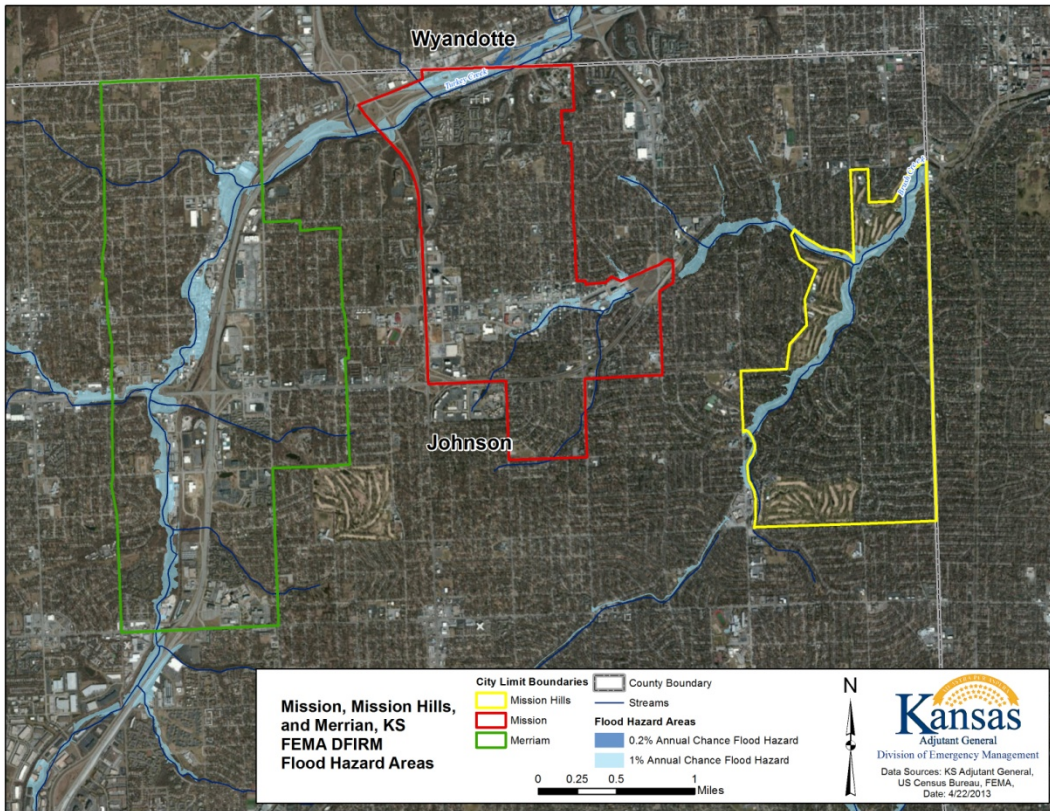 Wyandotte
Turkey Creek
Johnson
Mission, Mission Hills,
and Merrian, KS
FEMA DFIRM
Flood Hazard Areas
City Limit Boundaries
Mission Hills
Mission
Merriam
County Boundary
Streams
Flood Hazard Areas
0.2% Annual Chance Flood Hazard
1% Annual Chance Flood Hazard
0 0.25 0.5 1
Miles
N
Kansas
Adjutant General
Division of Emergency Management
Data Sources: KS Adjutant General,
US Census Bureau, FEMA,
Date: 4/22/2013